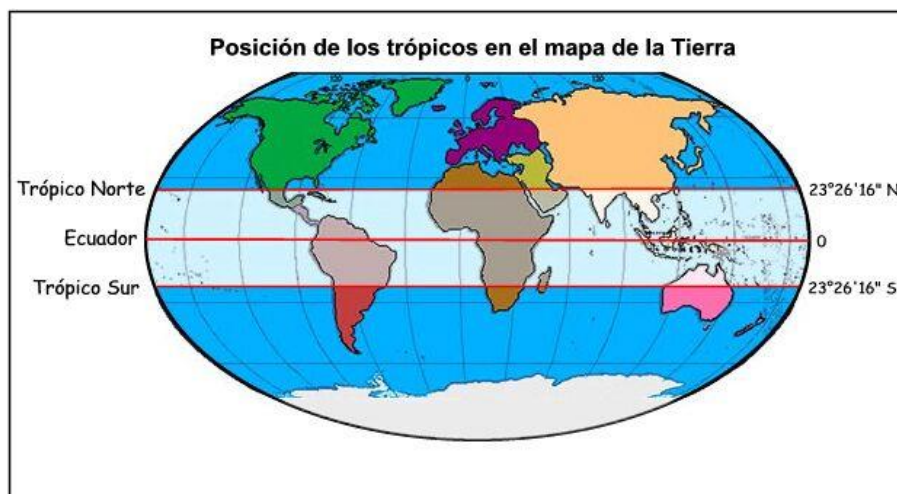 Posición de los trópicos en el mapa de la Tierra
0
Trópico Norte
23°26'16" N
Ecuador
0
Trópico Sur
23°26'16" S